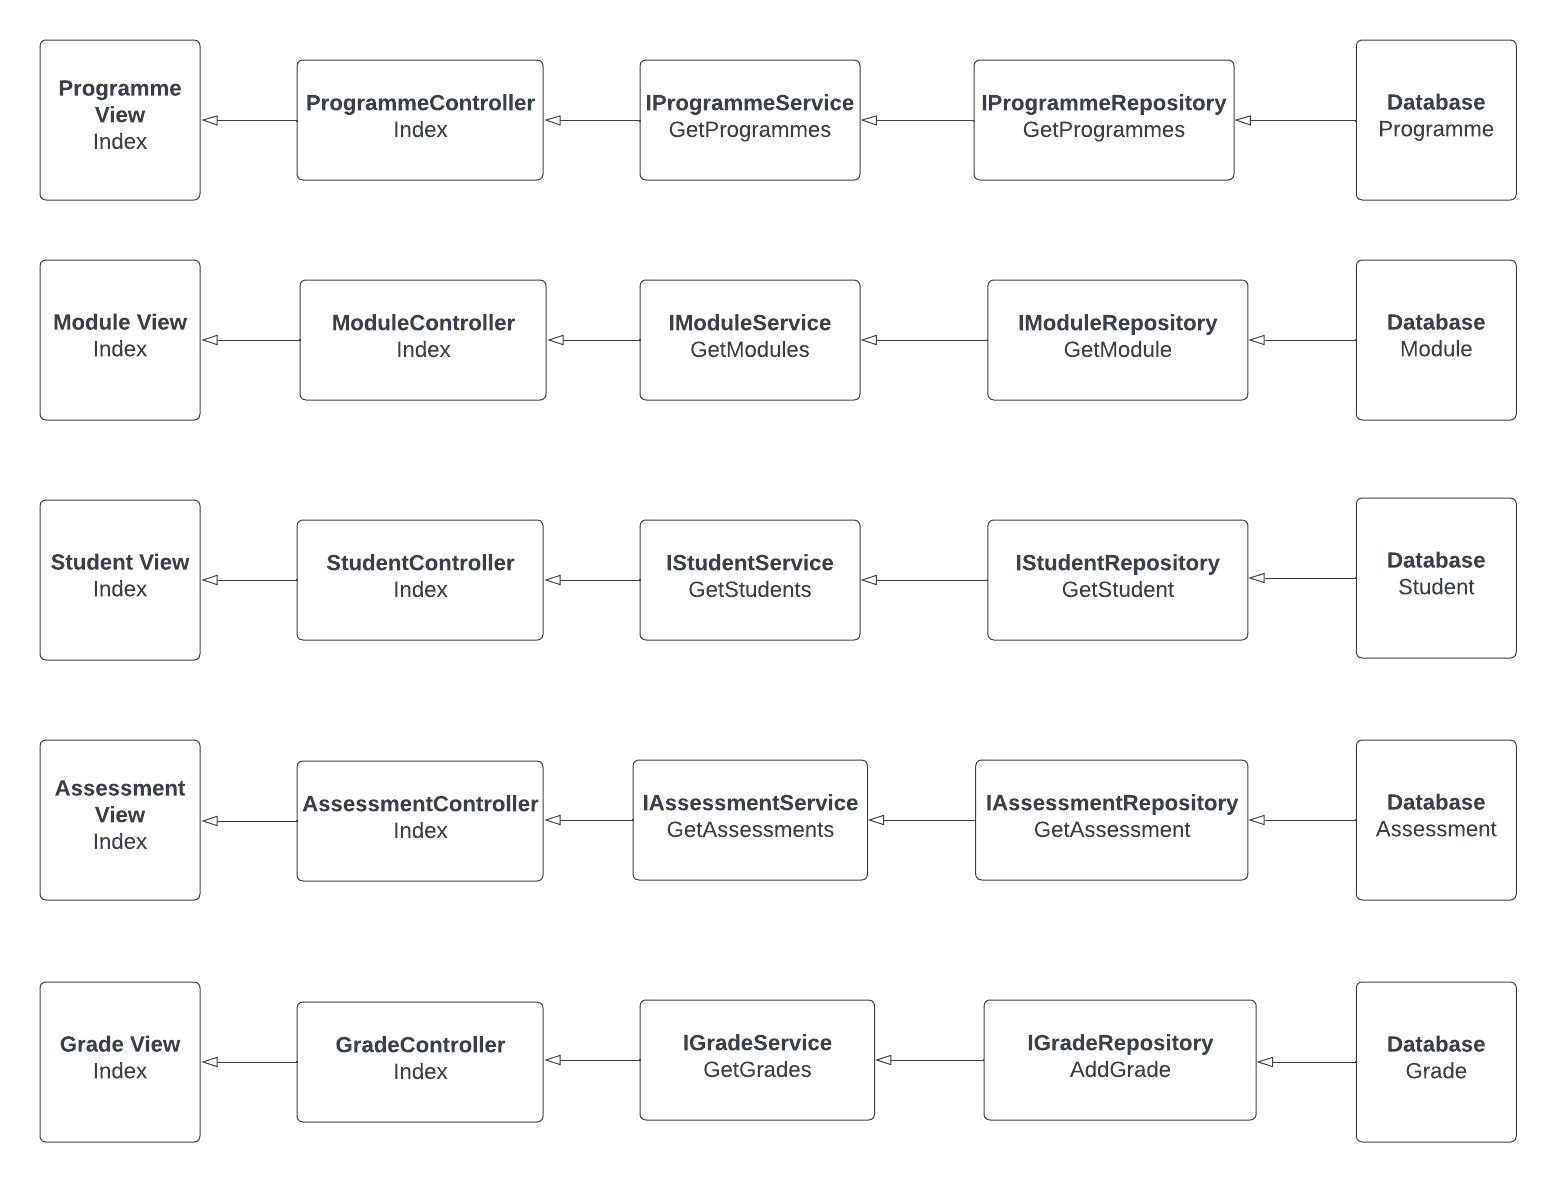 Programme
View
Index
ProgrammeController
Index
IProgrammeService
GetProgrammes
IProgrammeRepository
GetProgrammes
Database
Programme
Module View
Index
ModuleController
Index
IModuleService
GetModules
IModuleRepository
GetModule
Database
Module
Student View
Index
StudentController
Index
IStudentService
GetStudents
IStudentRepository
GetStudent
Database
Student
Assessment
View
Index
AssessmentController
Index
IAssessmentService
GetAssessments
IAssessmentRepository
GetAssessment
Database
Assessment
Grade View
Index
GradeController
Index
IGradeService
GetGrades
IGradeRepository
AddGrade
Database
Grade